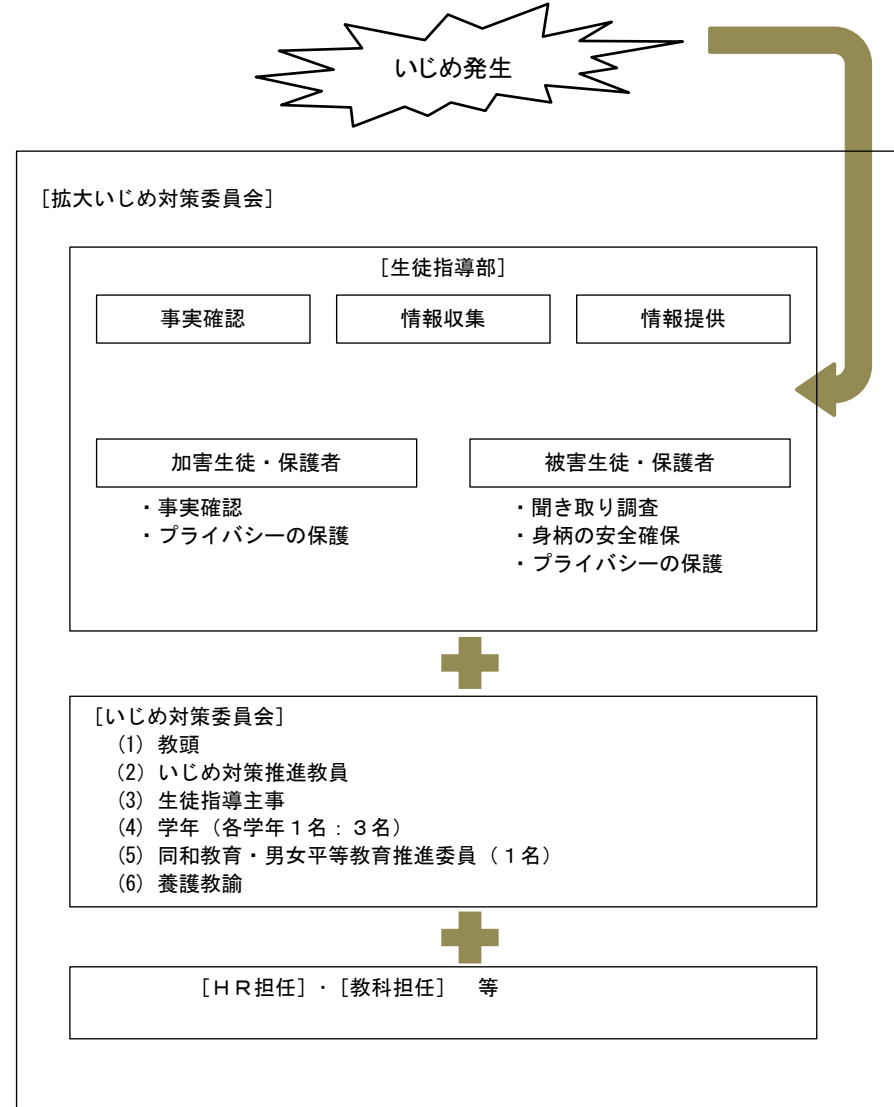 いじめ発生
[拡大いじめ対策委員会]
[生徒指導部]
事実確認
情報収集
情報提供
加害生徒・保護者
・事実確認
・プライバシーの保護
被害生徒・保護者
・聞き取り調査
・身柄の安全確保
・プライバシーの保護
[いじめ対策委員会]
(1) 教頭
(2) いじめ対策推進教員
(3) 生徒指導主事
(4) 学年（各学年１名：３名）
(5) 同和教育・男女平等教育推進委員（１名）
(6) 養護教諭
[ＨＲ担任]・[教科担任]　等